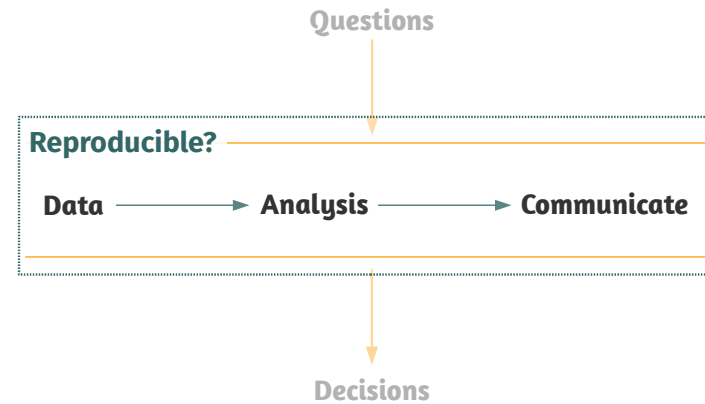 Questions
Reproducible?
Data Analysis Communicate
Decisions